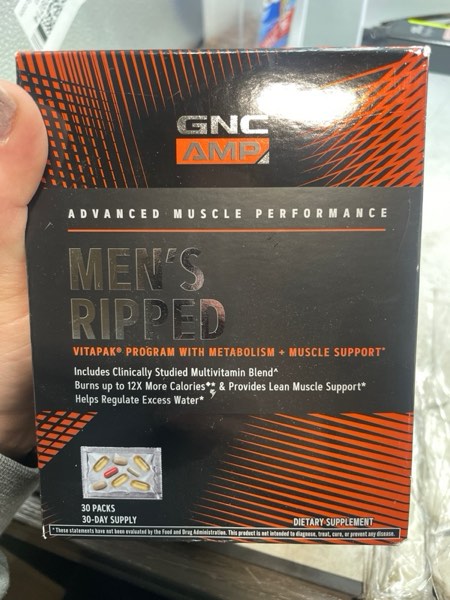 GNC
AMP
ADVANCED MUSCLE PERFORMANCE
MEN'S
RIPPED
VITAPAK® PROGRAM WITH METABOLISM + MUSCLE SUPPORT*
Includes Clinically Studied Multivitamin Blend^
Burns up to 12X More Calories & Provides Lean Muscle Support*
Helps Regulate Excess Water*
30 PACKS
30-DAY SUPPLY
DIETARY SUPPLEMENT
*These statements have not been evaluated by the Food and Drug Administration. This product is not intended to diagnose, treat, cure, or prevent any disease.